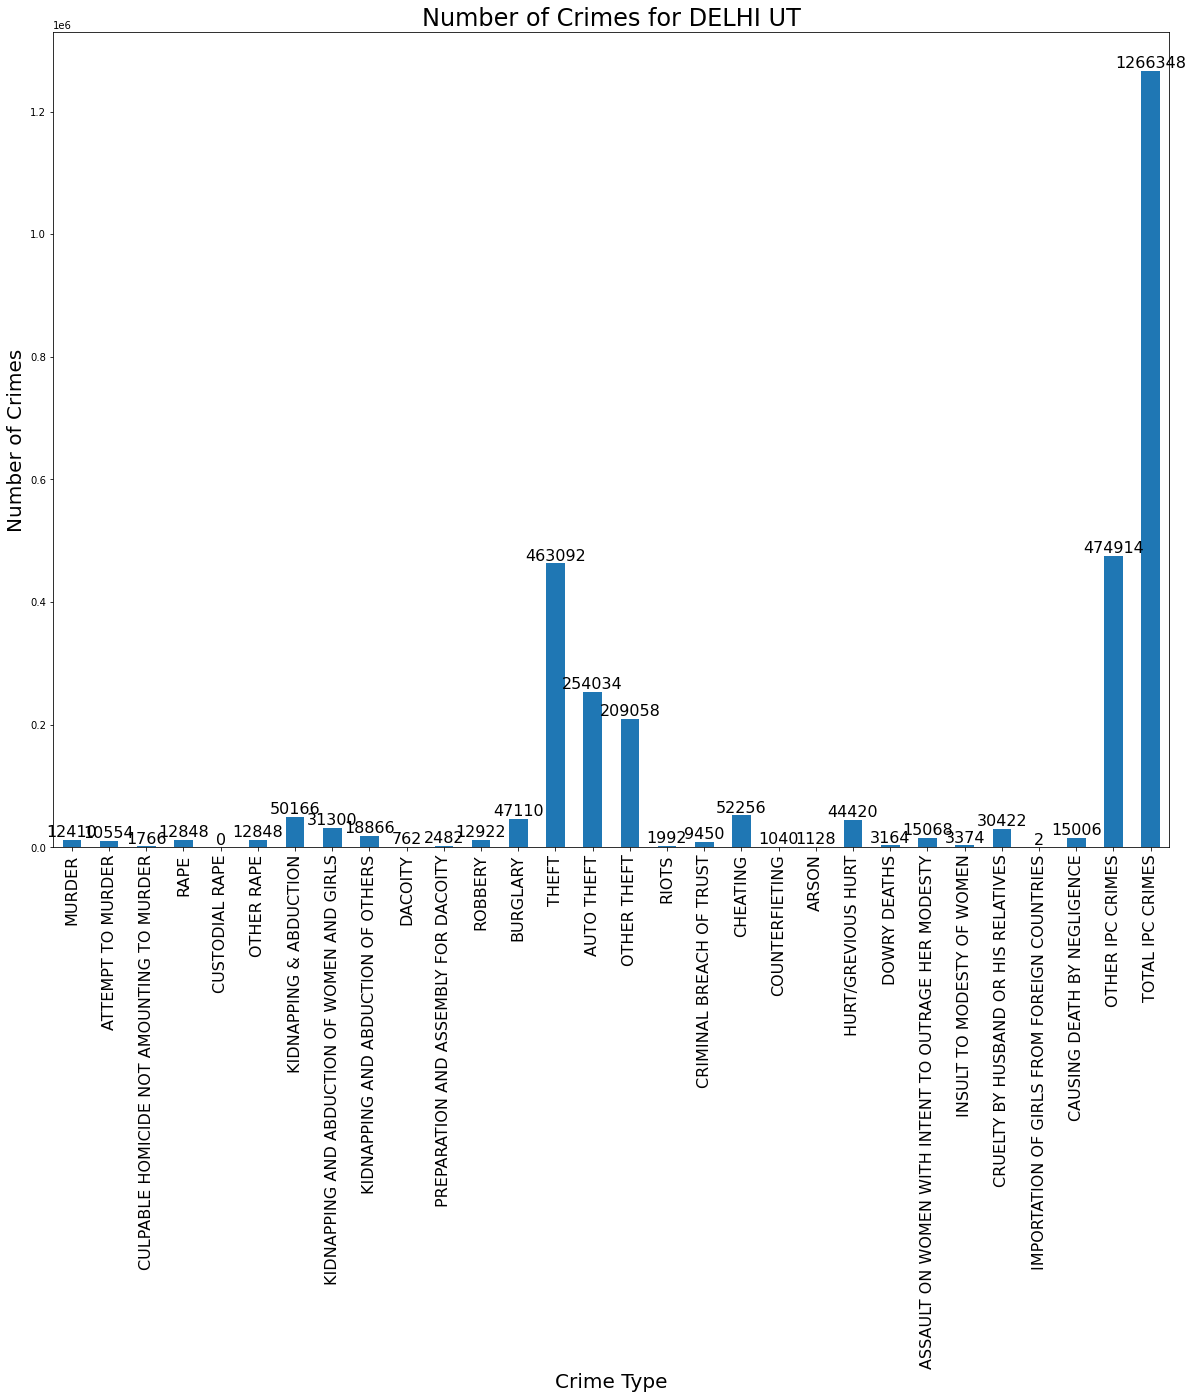 Number of Crimes for DELHI UT
1e6
Number of Crimes
1.2
1.0
0.8
0.6
0.4
0.2
0.0
12410
10554
1766
12848
0
12848
50166
31300
18866
762
2482
12922
47110
463092
254034
209058
1992
9450
52256
1040
1128
44420
3164
15068
3374
30422
2
15006
474914
1266348
MURDER
ATTEMPT TO MURDER
CULPABLE HOMICIDE NOT AMOUNTING TO MURDER
RAPE
CUSTODIAL RAPE
OTHER RAPE
KIDNAPPING & ABDUCTION
KIDNAPPING AND ABDUCTION OF WOMEN AND GIRLS
KIDNAPPING AND ABDUCTION OF OTHERS
DACOITY
PREPARATION AND ASSEMBLY FOR DACOITY
ROBBERY
BURGLARY
THEFT
AUTO THEFT
OTHER THEFT
RIOTS
CRIMINAL BREACH OF TRUST
CHEATING
COUNTERFIETING
ARSON
HURT/GREVIOUS HURT
DOWRY DEATHS
ASSAULT ON WOMEN WITH INTENT TO OUTRAGE HER MODESTY
INSULT TO MODESTY OF WOMEN
CRUELTY BY HUSBAND OR HIS RELATIVES
IMPORTATION OF GIRLS FROM FOREIGN COUNTRIES
CAUSING DEATH BY NEGLIGENCE
OTHER IPC CRIMES
TOTAL IPC CRIMES
Crime Type